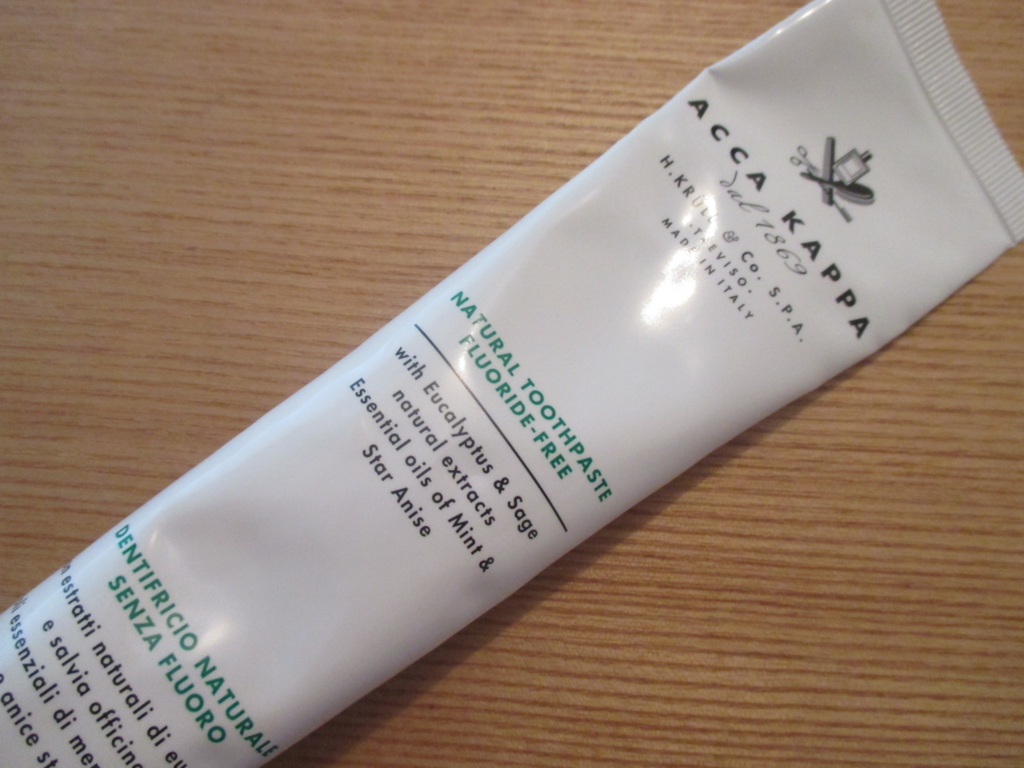 ACCA KAPPA
dal 1869
H. KRÜLL & Co. S.P.A.
·TREVISO·
MADE IN ITALY
NATURAL TOOTHPASTE
FLUORIDE-FREE
with Eucalyptus & Sage
natural extracts
Essential oils of Mint &
Star Anise
DENTIFRICIO NATURALE
SENZA FLUORO
estratti naturali di
e salvia
essenziali di
anice